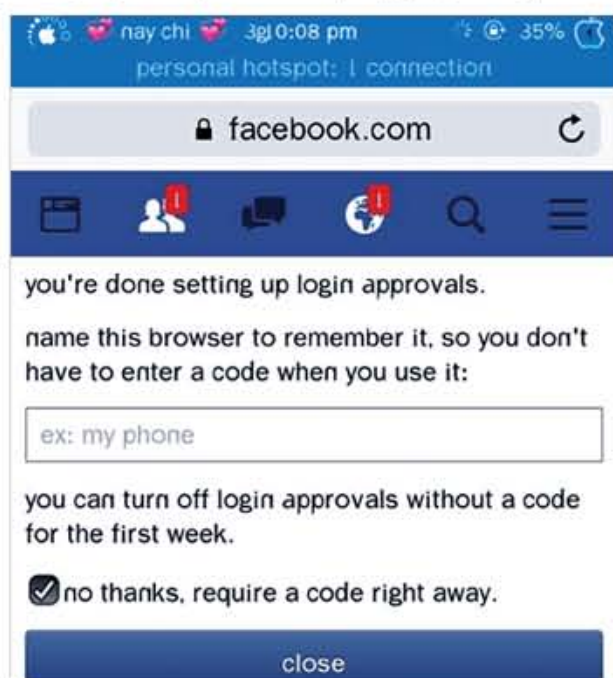 nay chi 3g 10:08 pm 35%
personal hotspot: 1 connection
facebook.com
1 1
you're done setting up login approvals.
name this browser to remember it, so you don't
have to enter a code when you use it:
ex: my phone
you can turn off login approvals without a code
for the first week.
no thanks, require a code right away.
close